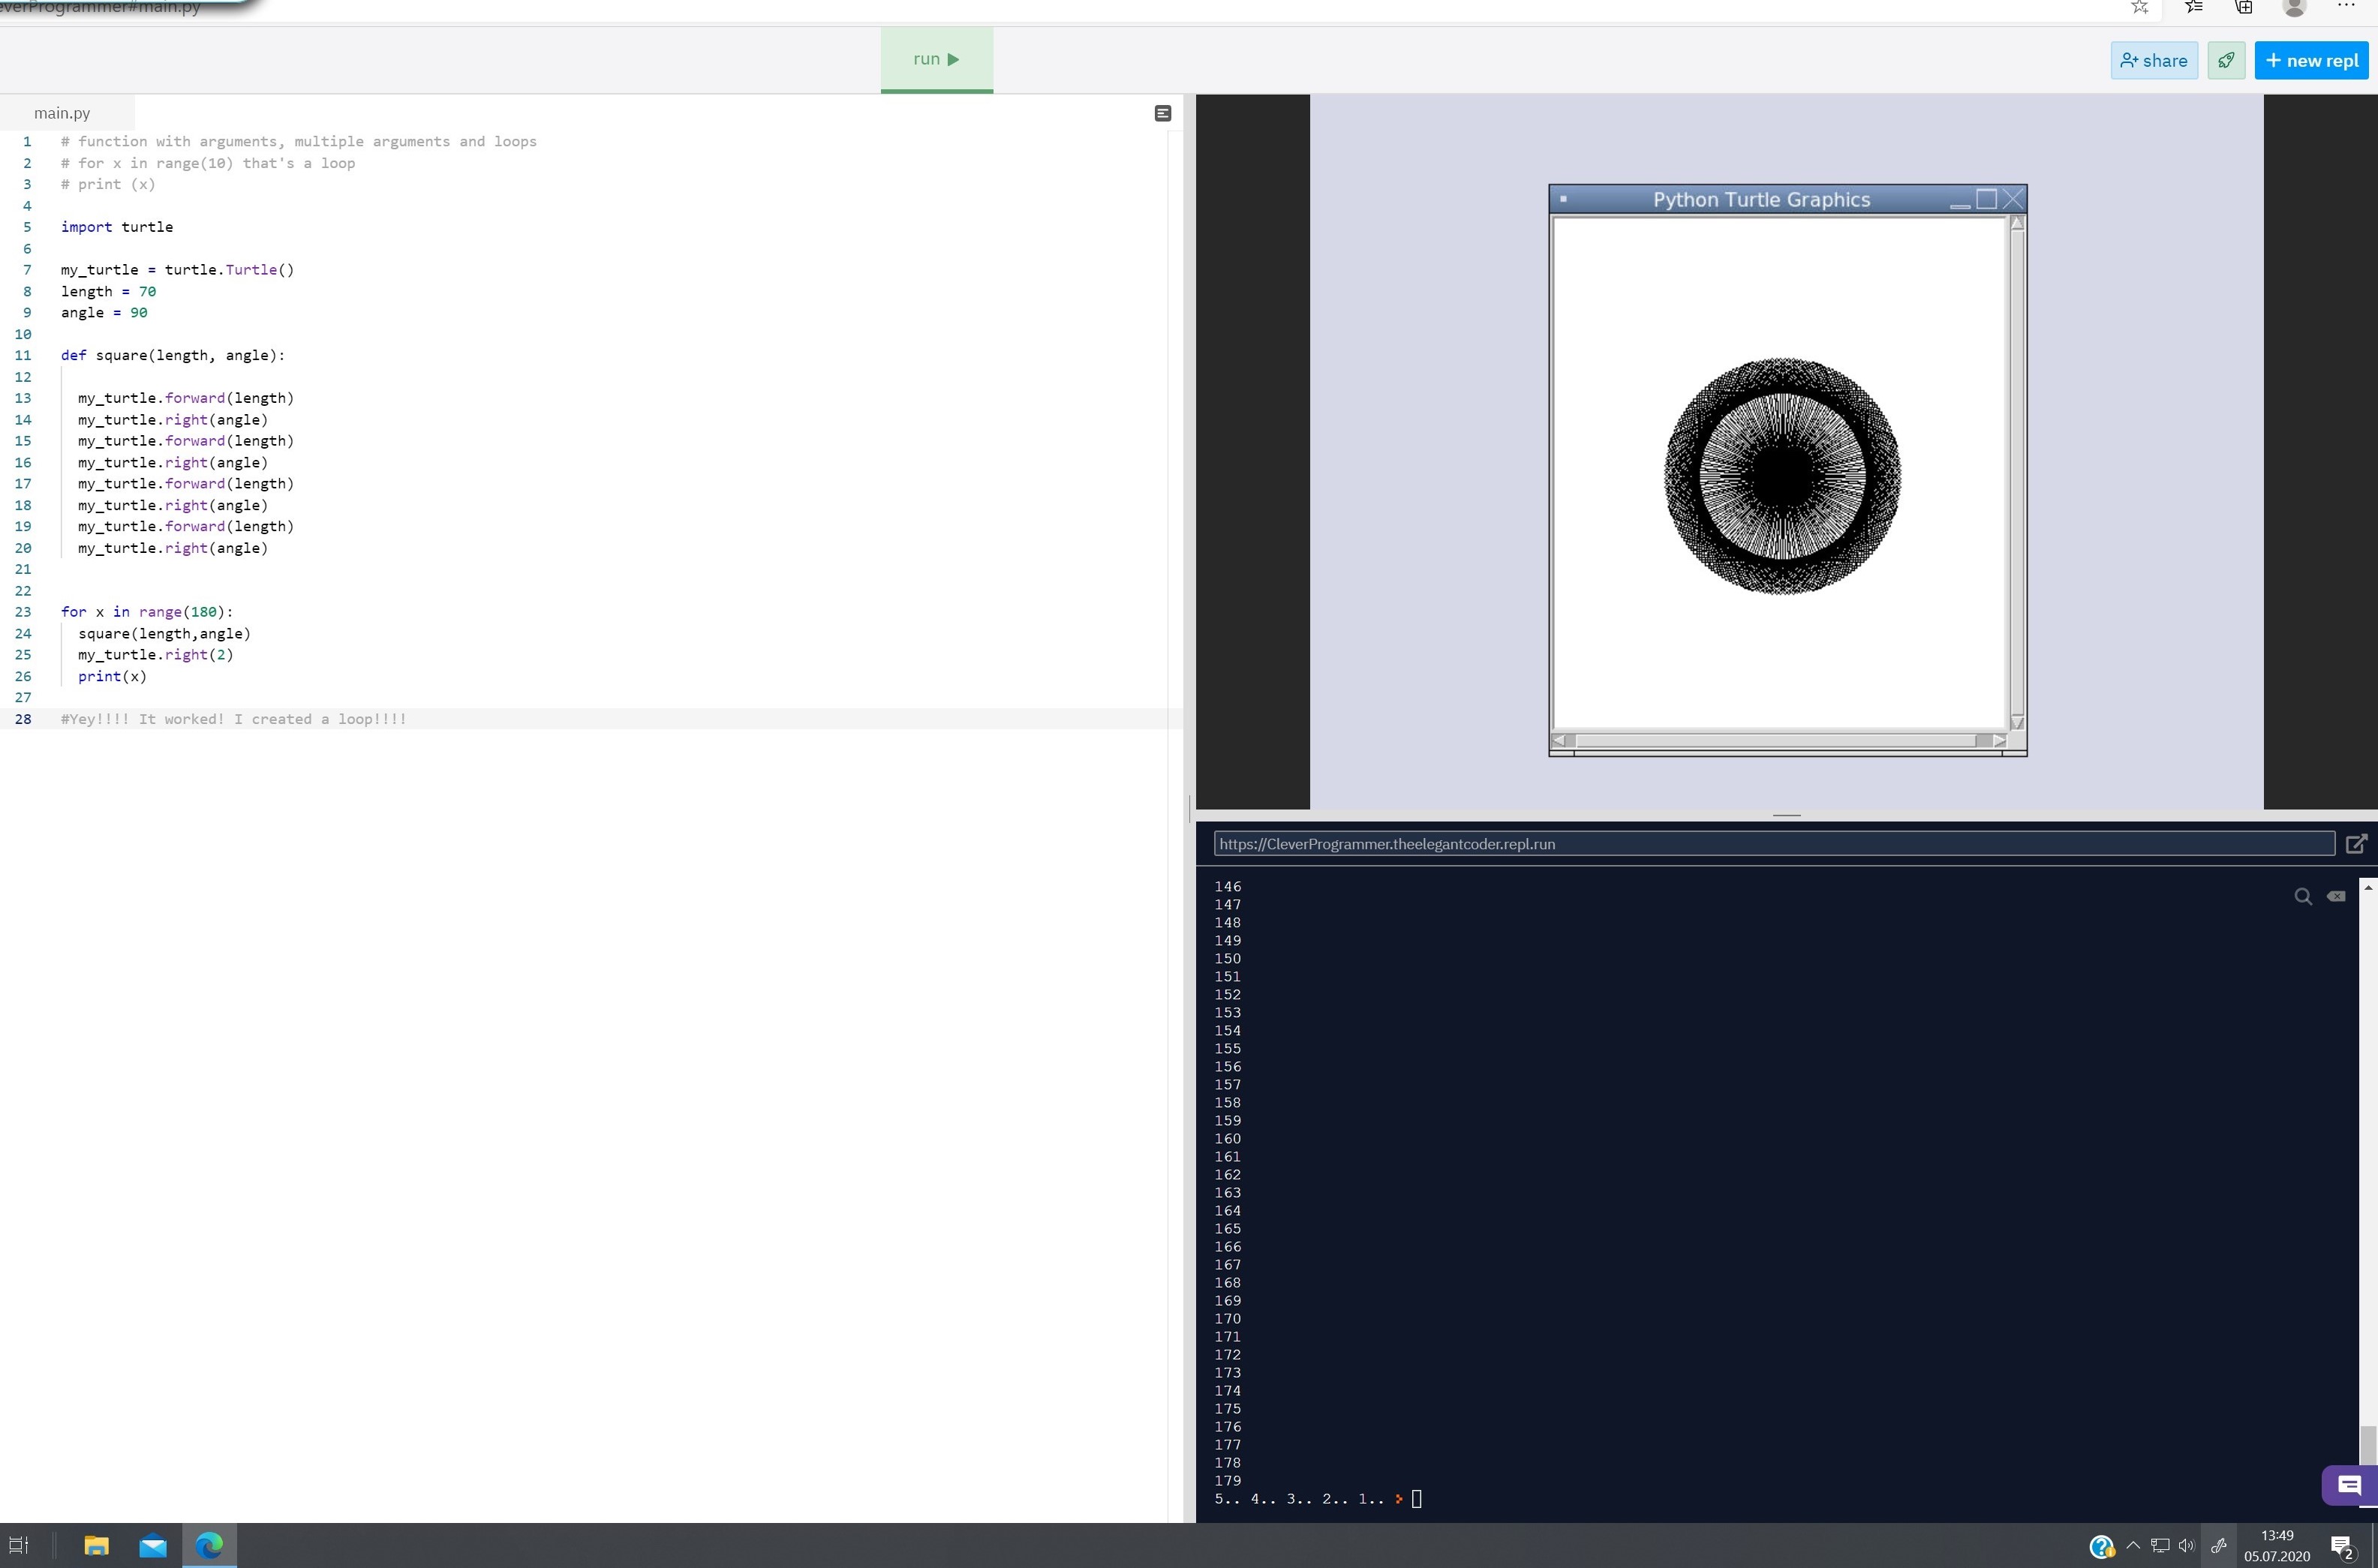 everProgrammer#main.py
run
share
+ new repl
main.py
1 # function with arguments, multiple arguments and loops
2 # for x in range(10) that's a loop
3 # print (x)
4
5 import turtle
6
7 my_turtle = turtle.Turtle()
8 length = 70
9 angle = 90
10
11 def square(length, angle):
12
13 my_turtle.forward(length)
14 my_turtle.right(angle)
15 my_turtle.forward(length)
16 my_turtle.right(angle)
17 my_turtle.forward(length)
18 my_turtle.right(angle)
19 my_turtle.forward(length)
20 my_turtle.right(angle)
21
22
23 for x in range(180):
24 square(length,angle)
25 my_turtle.right(2)
26 print(x)
27
28 #Yey!!!! It worked! I created a loop!!!!
Python Turtle Graphics
https://CleverProgrammer.theelegantcoder.repl.run
146
147
148
149
150
151
152
153
154
155
156
157
158
159
160
161
162
163
164
165
166
167
168
169
170
171
172
173
174
175
176
177
178
179
5.. 4.. 3.. 2.. 1..
13:49
05.07.2020
2